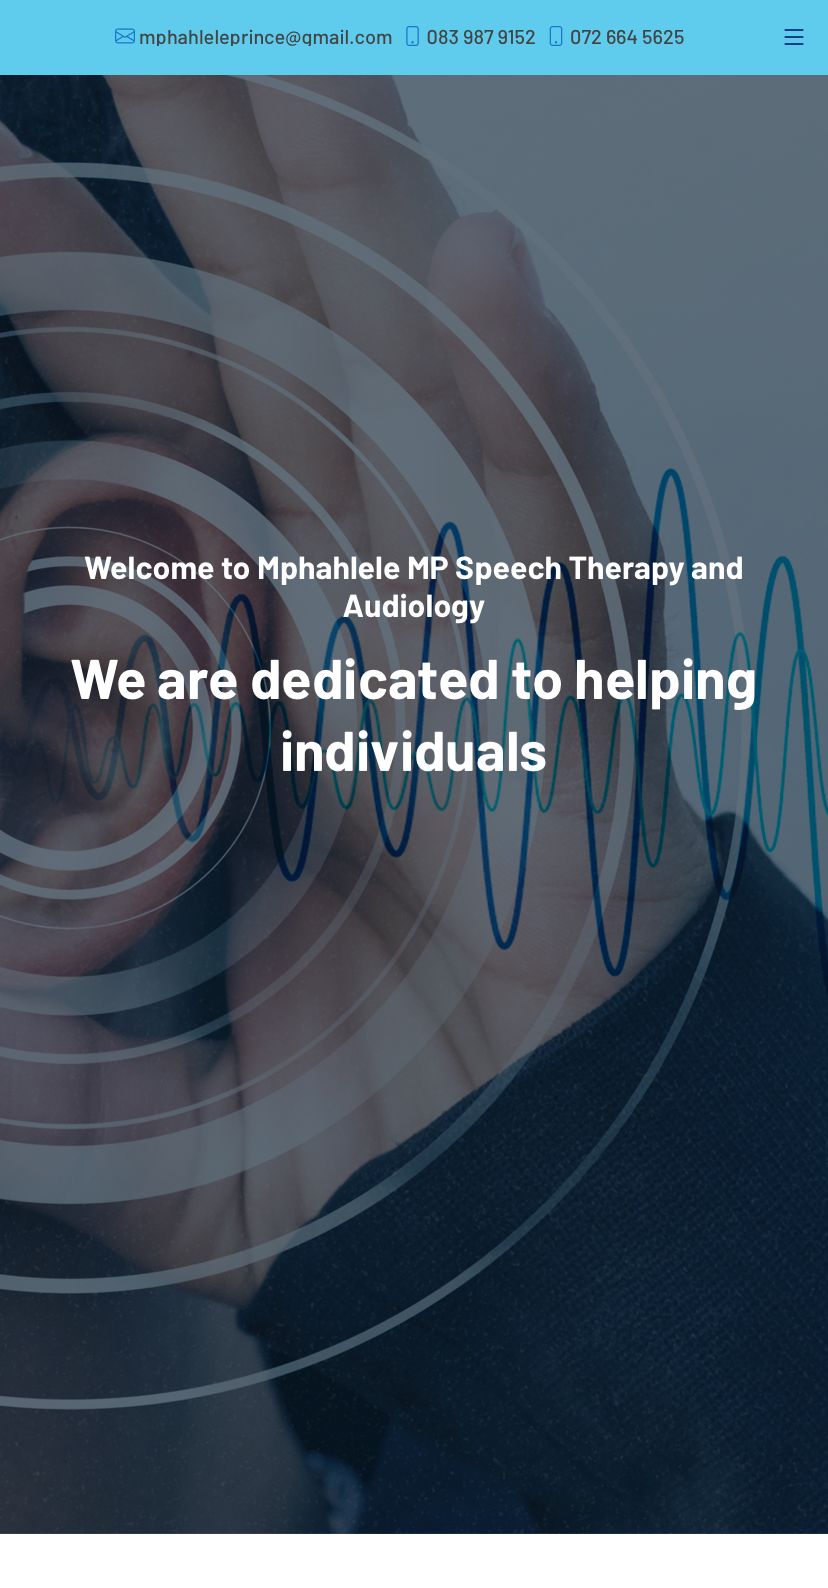 mphahleleprince@gmail.com 083 987 9152 072 664 5625
Welcome to Mphahlele MP Speech Therapy and
Audiology
We are dedicated to helping
individuals